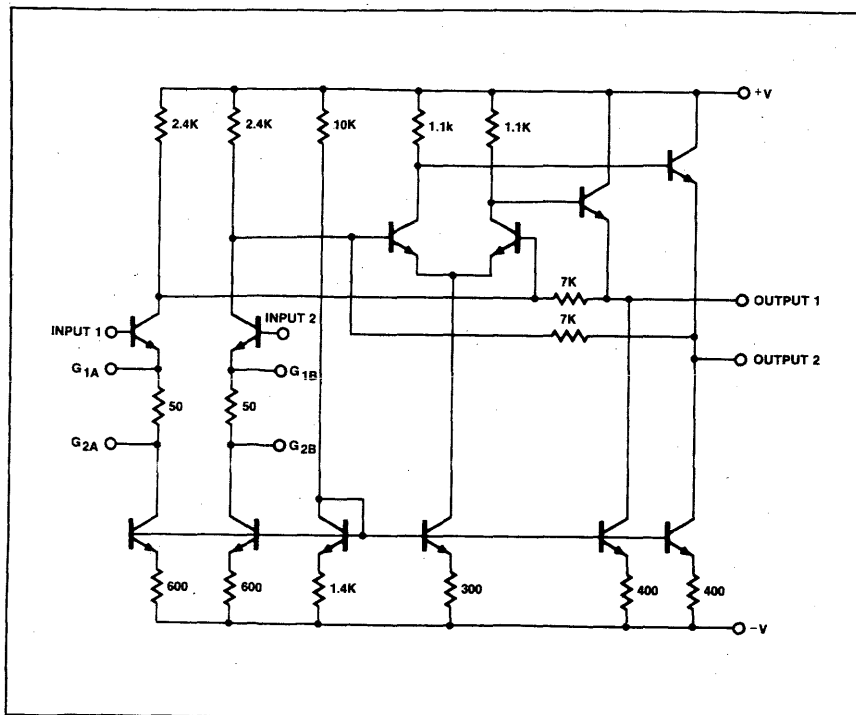 +V
2.4K 2.4K 10K 1.1k 1.1K
7K
OUTPUT 1
INPUT 1 INPUT 2
7K
OUTPUT 2
G1A G1B
50 50
G2A G2B
600 600 1.4K 300 400 400
-V